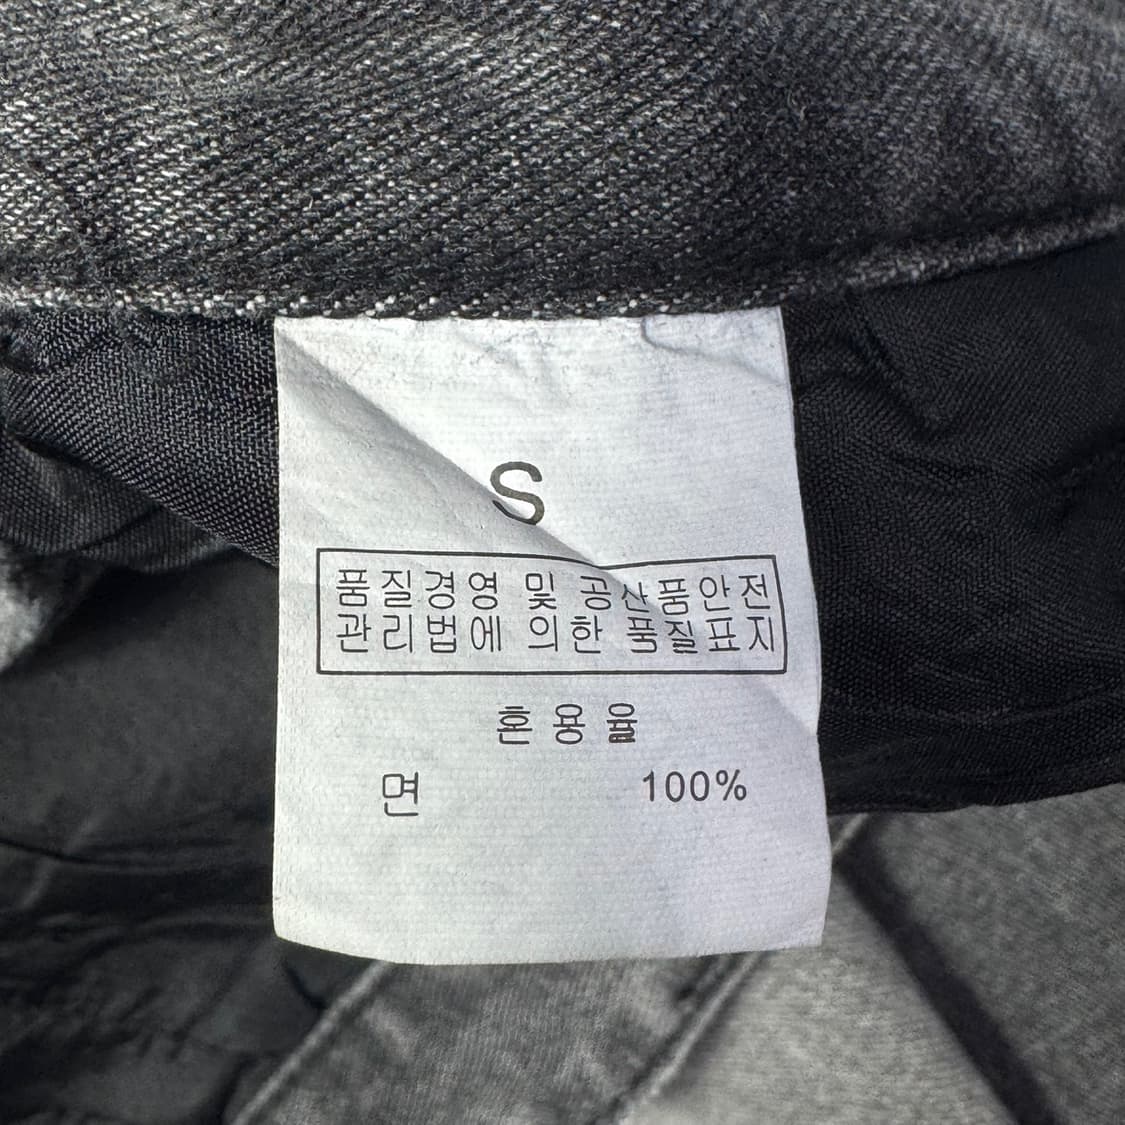 S
품질경영 및 공산품안전
관리법에 의한 품질표지
혼용율
면 100%